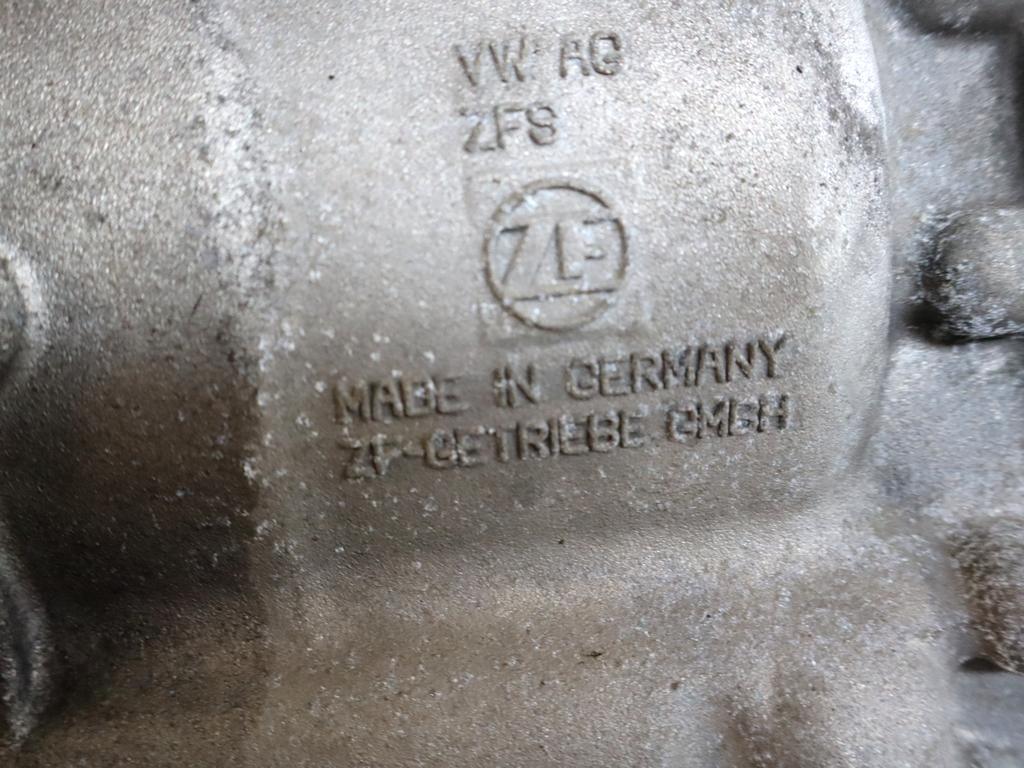 VW AG
ZFS
ZF
MADE IN GERMANY
ZF-GETRIEBE GMBH